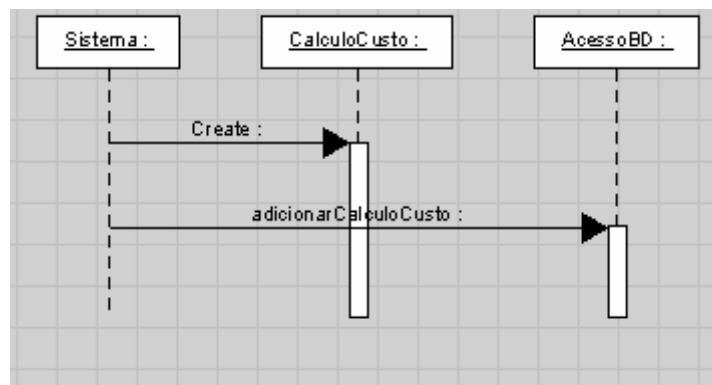 Sistema :
CalculoCusto :
AcessoBD :
Create :
adicionarCalculoCusto :